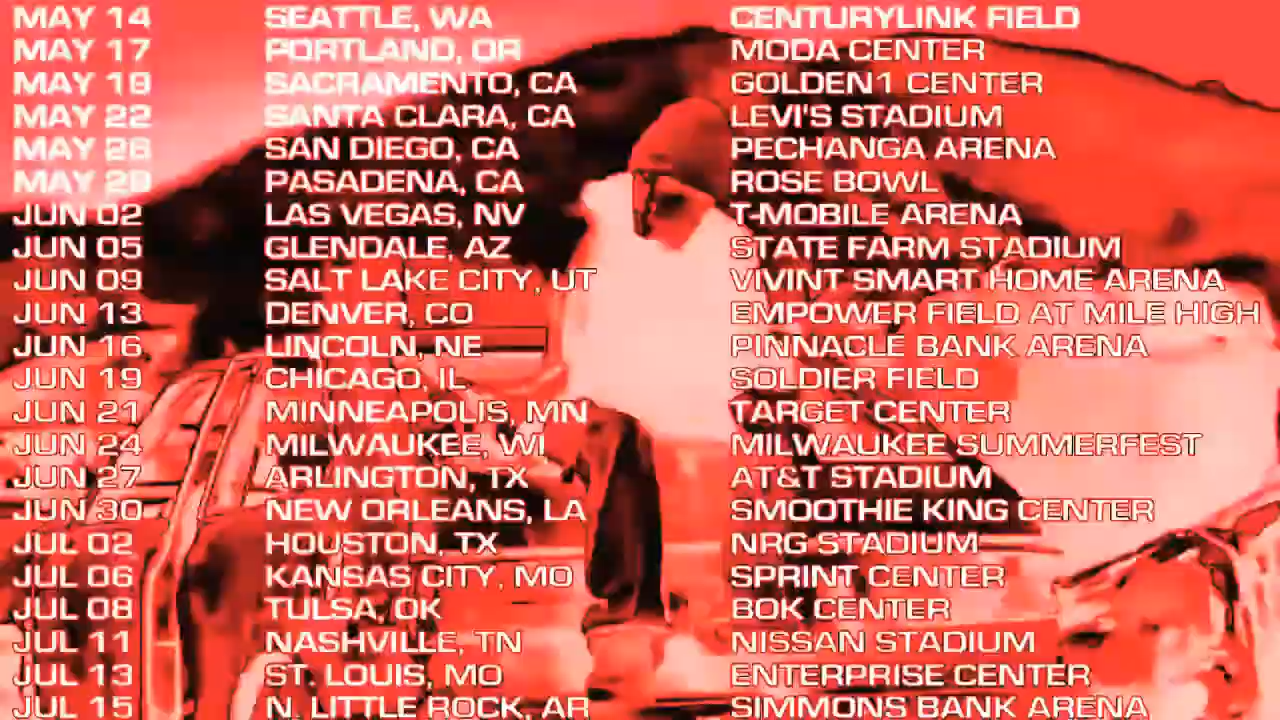 MAY 14 SEATTLE, WA CENTURYLINK FIELD
MAY 17 PORTLAND, OR MODA CENTER
MAY 19 SACRAMENTO, CA GOLDEN1 CENTER
MAY 22 SANTA CLARA, CA LEVI'S STADIUM
MAY 26 SAN DIEGO, CA PECHANGA ARENA
MAY 29 PASADENA, CA ROSE BOWL
JUN 02 LAS VEGAS, NV T-MOBILE ARENA
JUN 05 GLENDALE, AZ STATE FARM STADIUM
JUN 09 SALT LAKE CITY, UT VIVINT SMART HOME ARENA
JUN 13 DENVER, CO EMPOWER FIELD AT MILE HIGH
JUN 16 LINCOLN, NE PINNACLE BANK ARENA
JUN 19 CHICAGO, IL SOLDIER FIELD
JUN 21 MINNEAPOLIS, MN TARGET CENTER
JUN 24 MILWAUKEE, WI MILWAUKEE SUMMERFEST
JUN 27 ARLINGTON, TX AT&T STADIUM
JUN 30 NEW ORLEANS, LA SMOOTHIE KING CENTER
JUL 02 HOUSTON, TX NRG STADIUM
JUL 06 KANSAS CITY, MO SPRINT CENTER
JUL 08 TULSA, OK BOK CENTER
JUL 11 NASHVILLE, TN NISSAN STADIUM
JUL 13 ST. LOUIS, MO ENTERPRISE CENTER
JUL 15 N. LITTLE ROCK, AR SIMMONS BANK ARENA